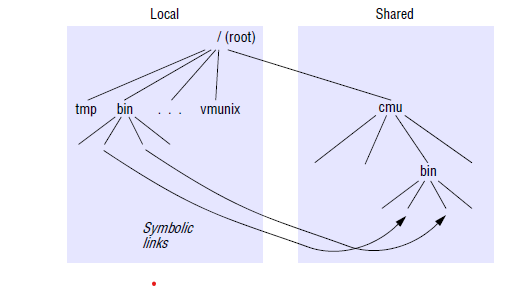 Local
Shared
/ (root)
tmp bin . . . vmunix
cmu
bin
Symbolic
links